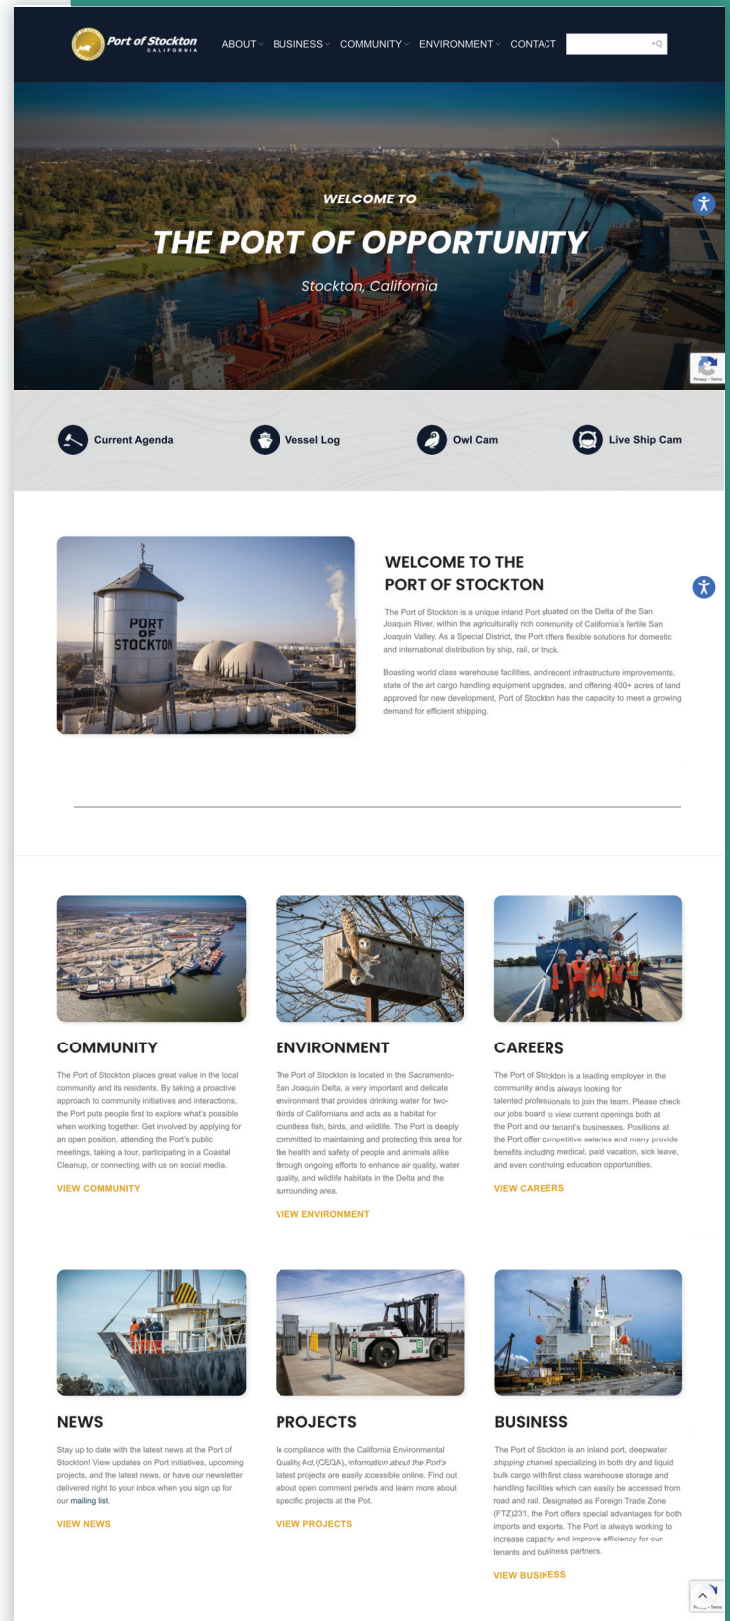 Port of Stockton
CALIFORNIA
ABOUT
BUSINESS
COMMUNITY
ENVIRONMENT
CONTACT
WELCOME TO
THE PORT OF OPPORTUNITY
Stockton, California
Privacy - Terms
Current Agenda
Vessel Log
Owl Cam
Live Ship Cam
PORT
OF
STOCKTON
WELCOME TO THE
PORT OF STOCKTON
The Port of Stockton is a unique inland Port situated on the Delta of the San
Joaquin River, within the agriculturally rich community of California's fertile San
Joaquin Valley. As a Special District, the Port offers flexible solutions for domestic
and international distribution by ship, rail, or truck.
Boasting world class warehouse facilities, and recent infrastructure improvements,
state of the art cargo handling equipment upgrades, and offering 400+ acres of land
approved for new development, Port of Stockton has the capacity to meet a growing
demand for efficient shipping.
COMMUNITY
The Port of Stockton places great value in the local
community and its residents. By taking a proactive
approach to community initiatives and interactions,
the Port puts people first to explore what's possible
when working together. Get involved by applying for
an open position, attending the Port's public
meetings, taking a tour, participating in a Coastal
Cleanup, or connecting with us on social media.
VIEW COMMUNITY
ENVIRONMENT
The Port of Stockton is located in the Sacramento-
San Joaquin Delta, a very important and delicate
environment that provides drinking water for two-
thirds of Californians and acts as a habitat for
countless fish, birds, and wildlife. The Port is deeply
committed to maintaining and protecting this area for
the health and safety of people and animals alike
through ongoing efforts to enhance air quality, water
quality, and wildlife habitats in the Delta and the
surrounding area.
VIEW ENVIRONMENT
CAREERS
The Port of Stockton is a leading employer in the
community and is always looking for
talented professionals to join the team. Please check
our jobs board to view current openings both at
the Port and our tenant's businesses. Positions at
the Port offer competitive salaries and many provide
benefits including medical, paid vacation, sick leave,
and even continuing education opportunities.
VIEW CAREERS
NEWS
Stay up to date with the latest news at the Port of
Stockton! View updates on Port initiatives, upcoming
projects, and the latest news, or have our newsletter
delivered right to your inbox when you sign up for
our mailing list.
VIEW NEWS
PROJECTS
In compliance with the California Environmental
Quality Act, (CEQA), information about the Port's
latest projects are easily accessible online. Find out
about open comment periods and learn more about
specific projects at the Pot.
VIEW PROJECTS
BUSINESS
The Port of Stockton is an inland port, deepwater
shipping channel specializing in both dry and liquid
bulk cargo with first class warehouse storage and
handling facilities which can easily be accessed from
road and rail. Designated as Foreign Trade Zone
(FTZ)231, the Port offers special advantages for both
imports and exports. The Port is always working to
increase capacity and improve efficiency for our
tenants and business partners.
VIEW BUSINESS